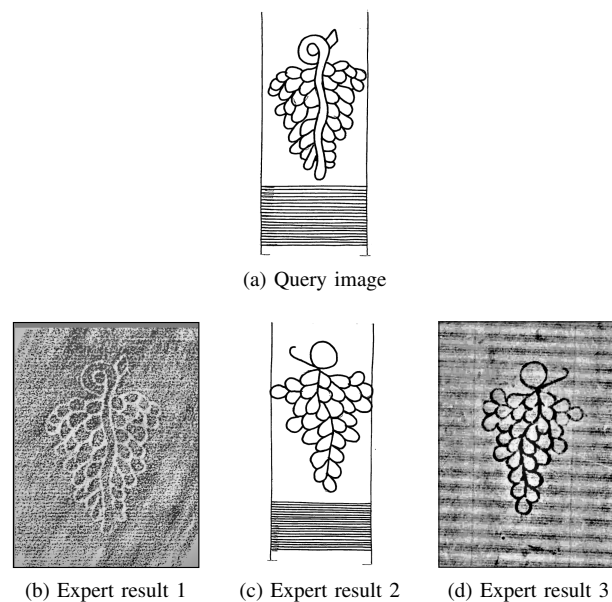 (a) Query image
(b) Expert result 1
(c) Expert result 2
(d) Expert result 3